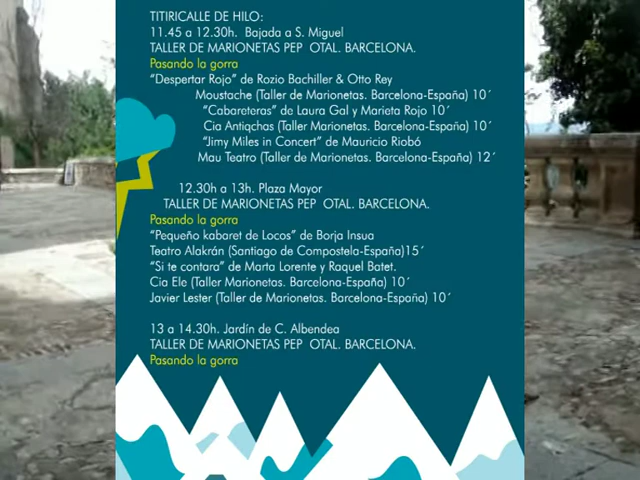 TITIRICALLE DE HILO:
11.45 a 12.30h. Bajada a S. Miguel
TALLER DE MARIONETAS PEP OTAL. BARCELONA.
Pasando la gorra
“Despertar Rojo” de Rozio Bachiller & Otto Rey
Moustache (Taller de Marionetas. Barcelona-España) 10´
“Cabareteras” de Laura Gal y Marieta Rojo 10´
Cia Antiqchas (Taller Marionetas. Barcelona-España) 10´
“Jimy Miles in Concert” de Mauricio Riobó
Mau Teatro (Taller de Marionetas. Barcelona-España) 12´
12.30h a 13h. Plaza Mayor
TALLER DE MARIONETAS PEP OTAL. BARCELONA.
Pasando la gorra
“Pequeño kabaret de Locos” de Borja Insua
Teatro Alakrán (Santiago de Compostela-España)15´
“Si te contara” de Marta Lorente y Raquel Batet.
Cia Ele (Taller Marionetas. Barcelona-España) 10´
Javier Lester (Taller de Marionetas. Barcelona-España) 10´
13 a 14.30h. Jardín de C. Albendea
TALLER DE MARIONETAS PEP OTAL. BARCELONA.
Pasando la gorra